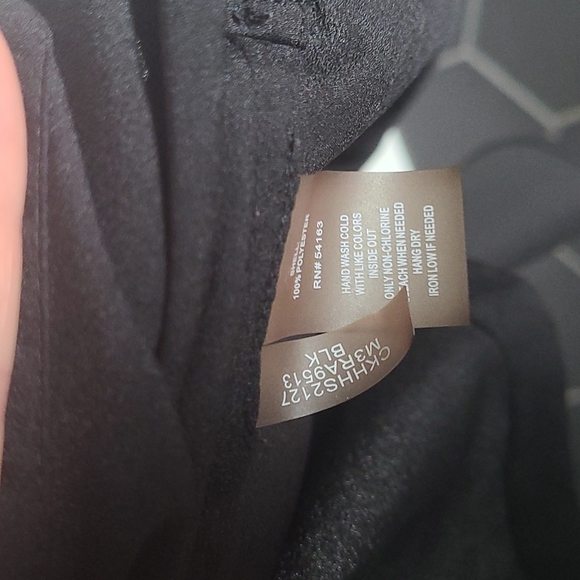 SHELL:
100% POLYESTER
RN# 54163
HAND WASH COLD
WITH LIKE COLORS
INSIDE OUT
ONLY NON-CHLORINE
WHEN NEEDED
HANG DRY
IRON LOW IF NEEDED
CKHHS2127
M3RA9513
BLK